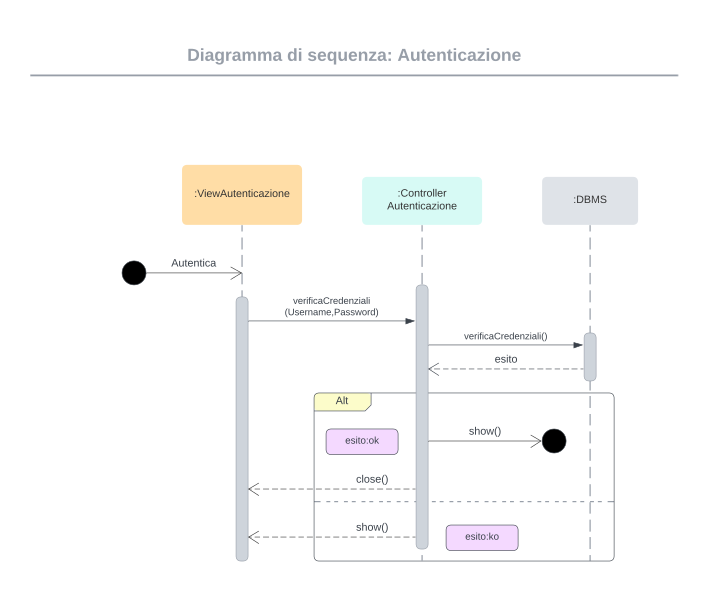 Diagramma di sequenza: Autenticazione
:ViewAutenticazione
:Controller
Autenticazione
:DBMS
Autentica
verificaCredenziali
(Username,Password)
verificaCredenziali()
esito
Alt
esito:ok
show()
close()
show()
esito:ko